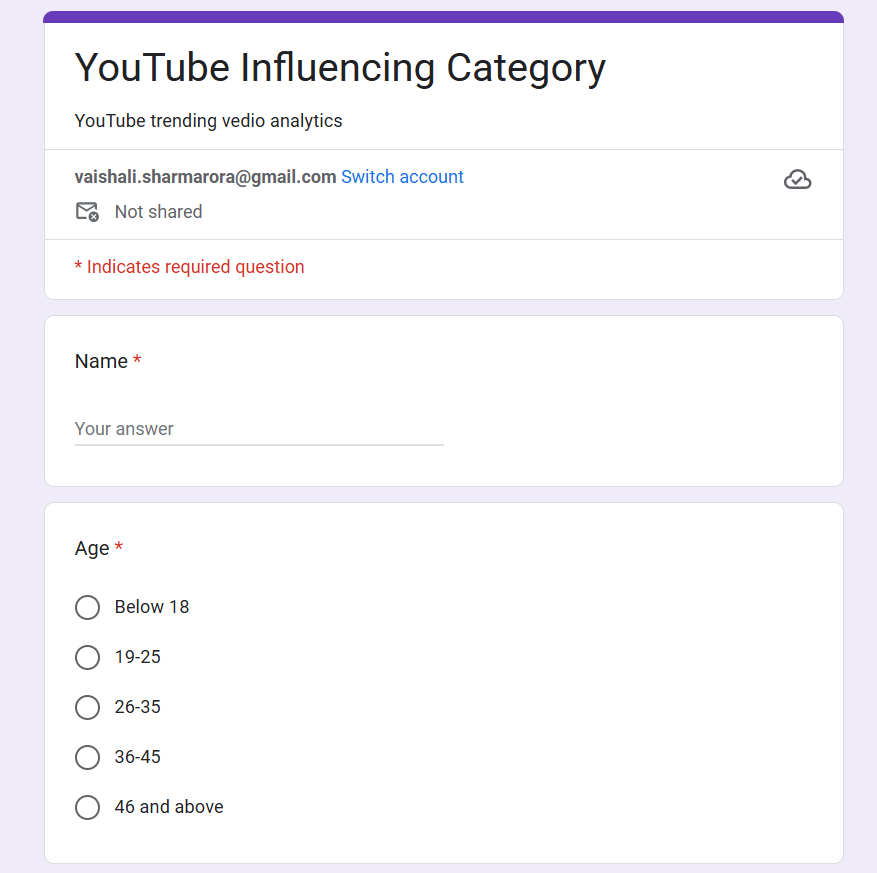 YouTube Influencing Category
YouTube trending vedio analytics
vaishali.sharmarora@gmail.com Switch account
Not shared
* Indicates required question
Name *
Your answer
Age *
Below 18
19-25
26-35
36-45
46 and above